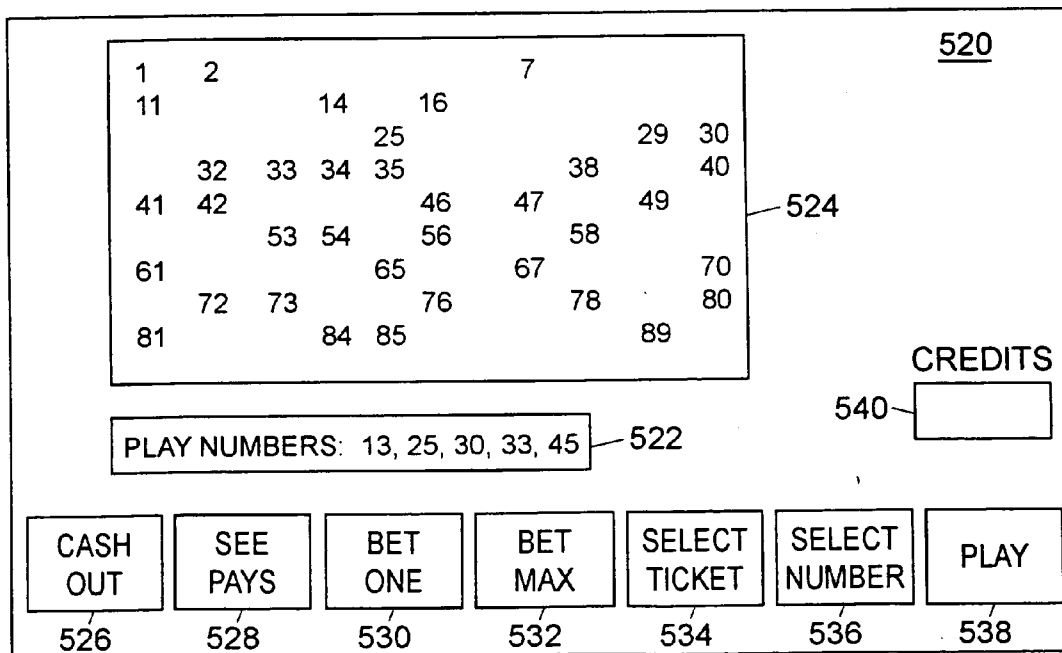 520
1 2 7
11 14 16
25 29 30
32 33 34 35 38 40
41 42 46 47 49
53 54 56 58
61 65 67 70
72 73 76 78 80
81 84 85 89
524
CREDITS
540
PLAY NUMBERS: 13, 25, 30, 33, 45
522
CASH OUT
SEE PAYS
BET ONE
BET MAX
SELECT TICKET
SELECT NUMBER
PLAY
526 528 530 532 534 536 538